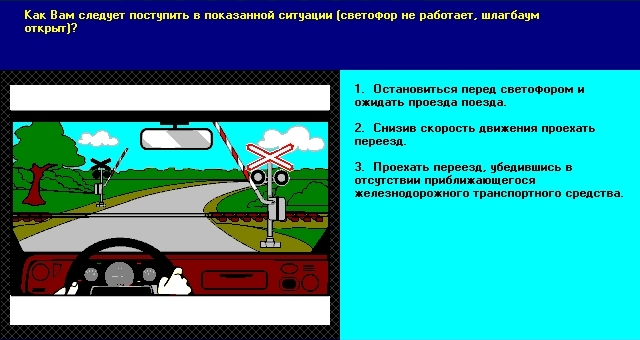 Как Вам следует поступить в показанной ситуации (светофор не работает, шлагбаум
открыт)?
1. Остановиться перед светофором и
ожидать проезда поезда.
2. Снизив скорость движения проехать
переезд.
3. Проехать переезд, убедившись в
отсутствии приближающегося
железнодорожного транспортного средства.